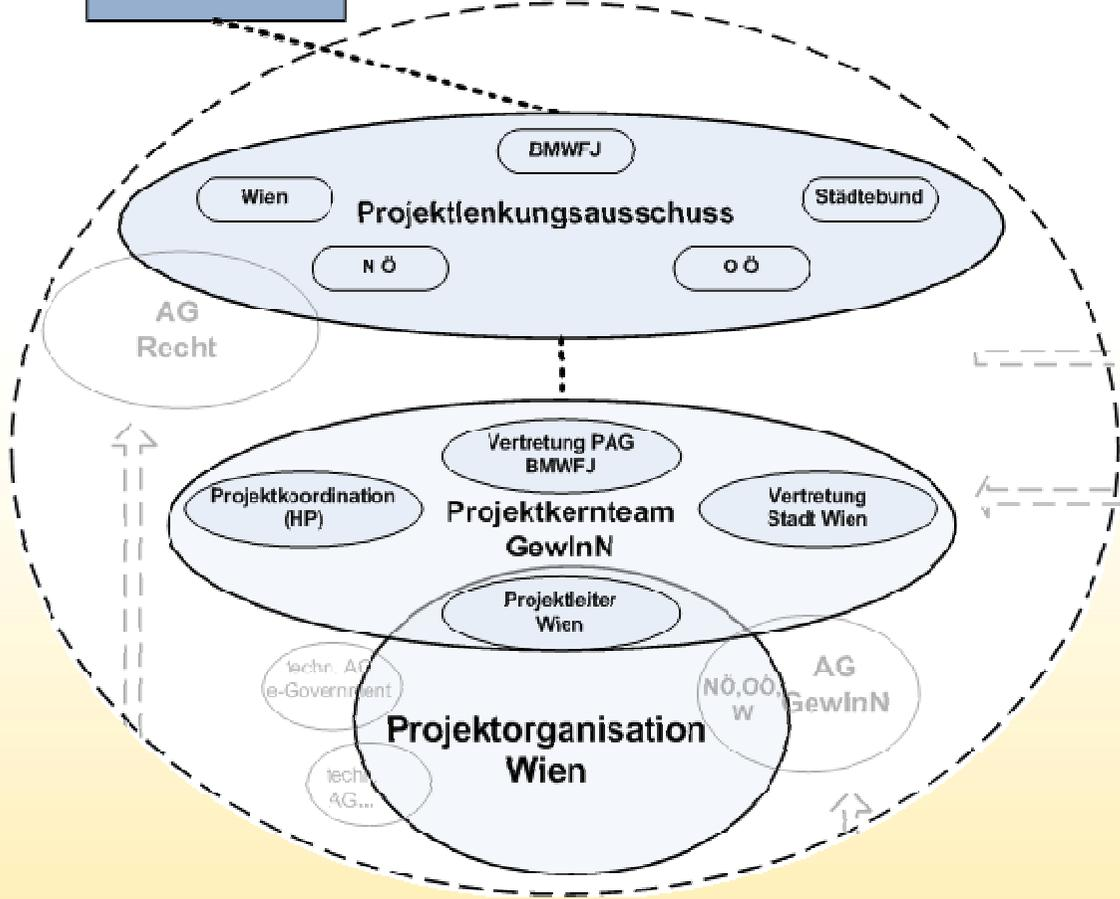 BMWFJ
Wien
Städtebund
Projektlenkungsausschuss
N Ö
O Ö
AG
Recht
Vertretung PAG
BMWFJ
Projektkoordination
(HP)
Projektkernteam
GewInN
Vertretung
Stadt Wien
Projektleiter
Wien
techn. AG
e-Government
NÖ,OÖ,
W
AG
GewInN
Projektorganisation
Wien
AG...